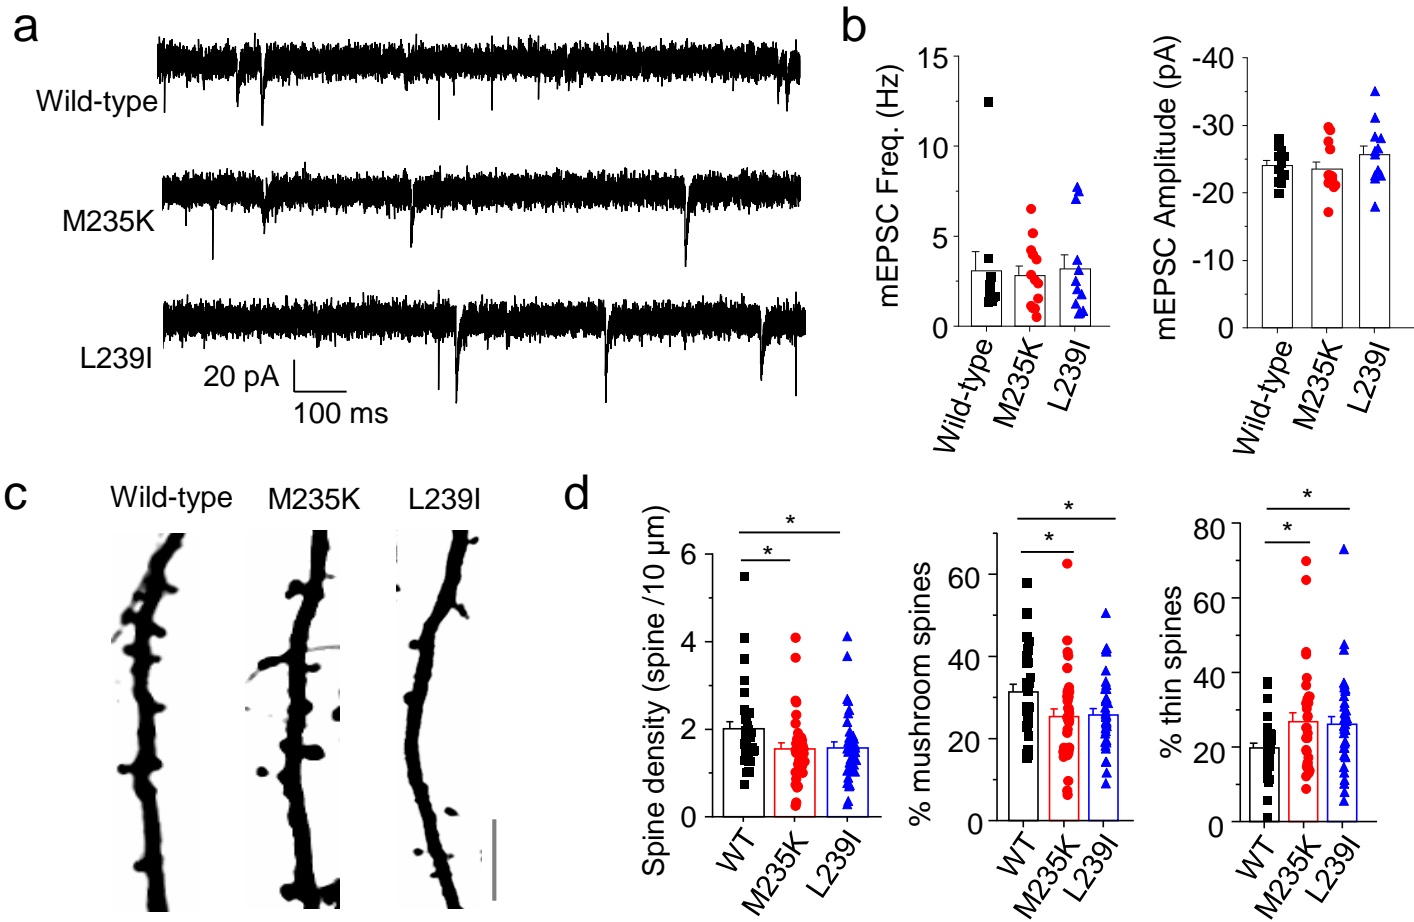 a
Wild-type
M235K
L239I
20 pA
100 ms
b
mEPSC Freq. (Hz)
15
10
5
0
Wild-type
M235K
L239I
mEPSC Amplitude (pA)
-40
-30
-20
-10
0
Wild-type
M235K
L239I
c
Wild-type
M235K
L239I
d
Spine density (spine /10 μm)
6
4
2
0
*
*
WT
M235K
L239I
% mushroom spines
60
40
20
0
*
*
WT
M235K
L239I
% thin spines
80
60
40
20
0
*
*
WT
M235K
L239I